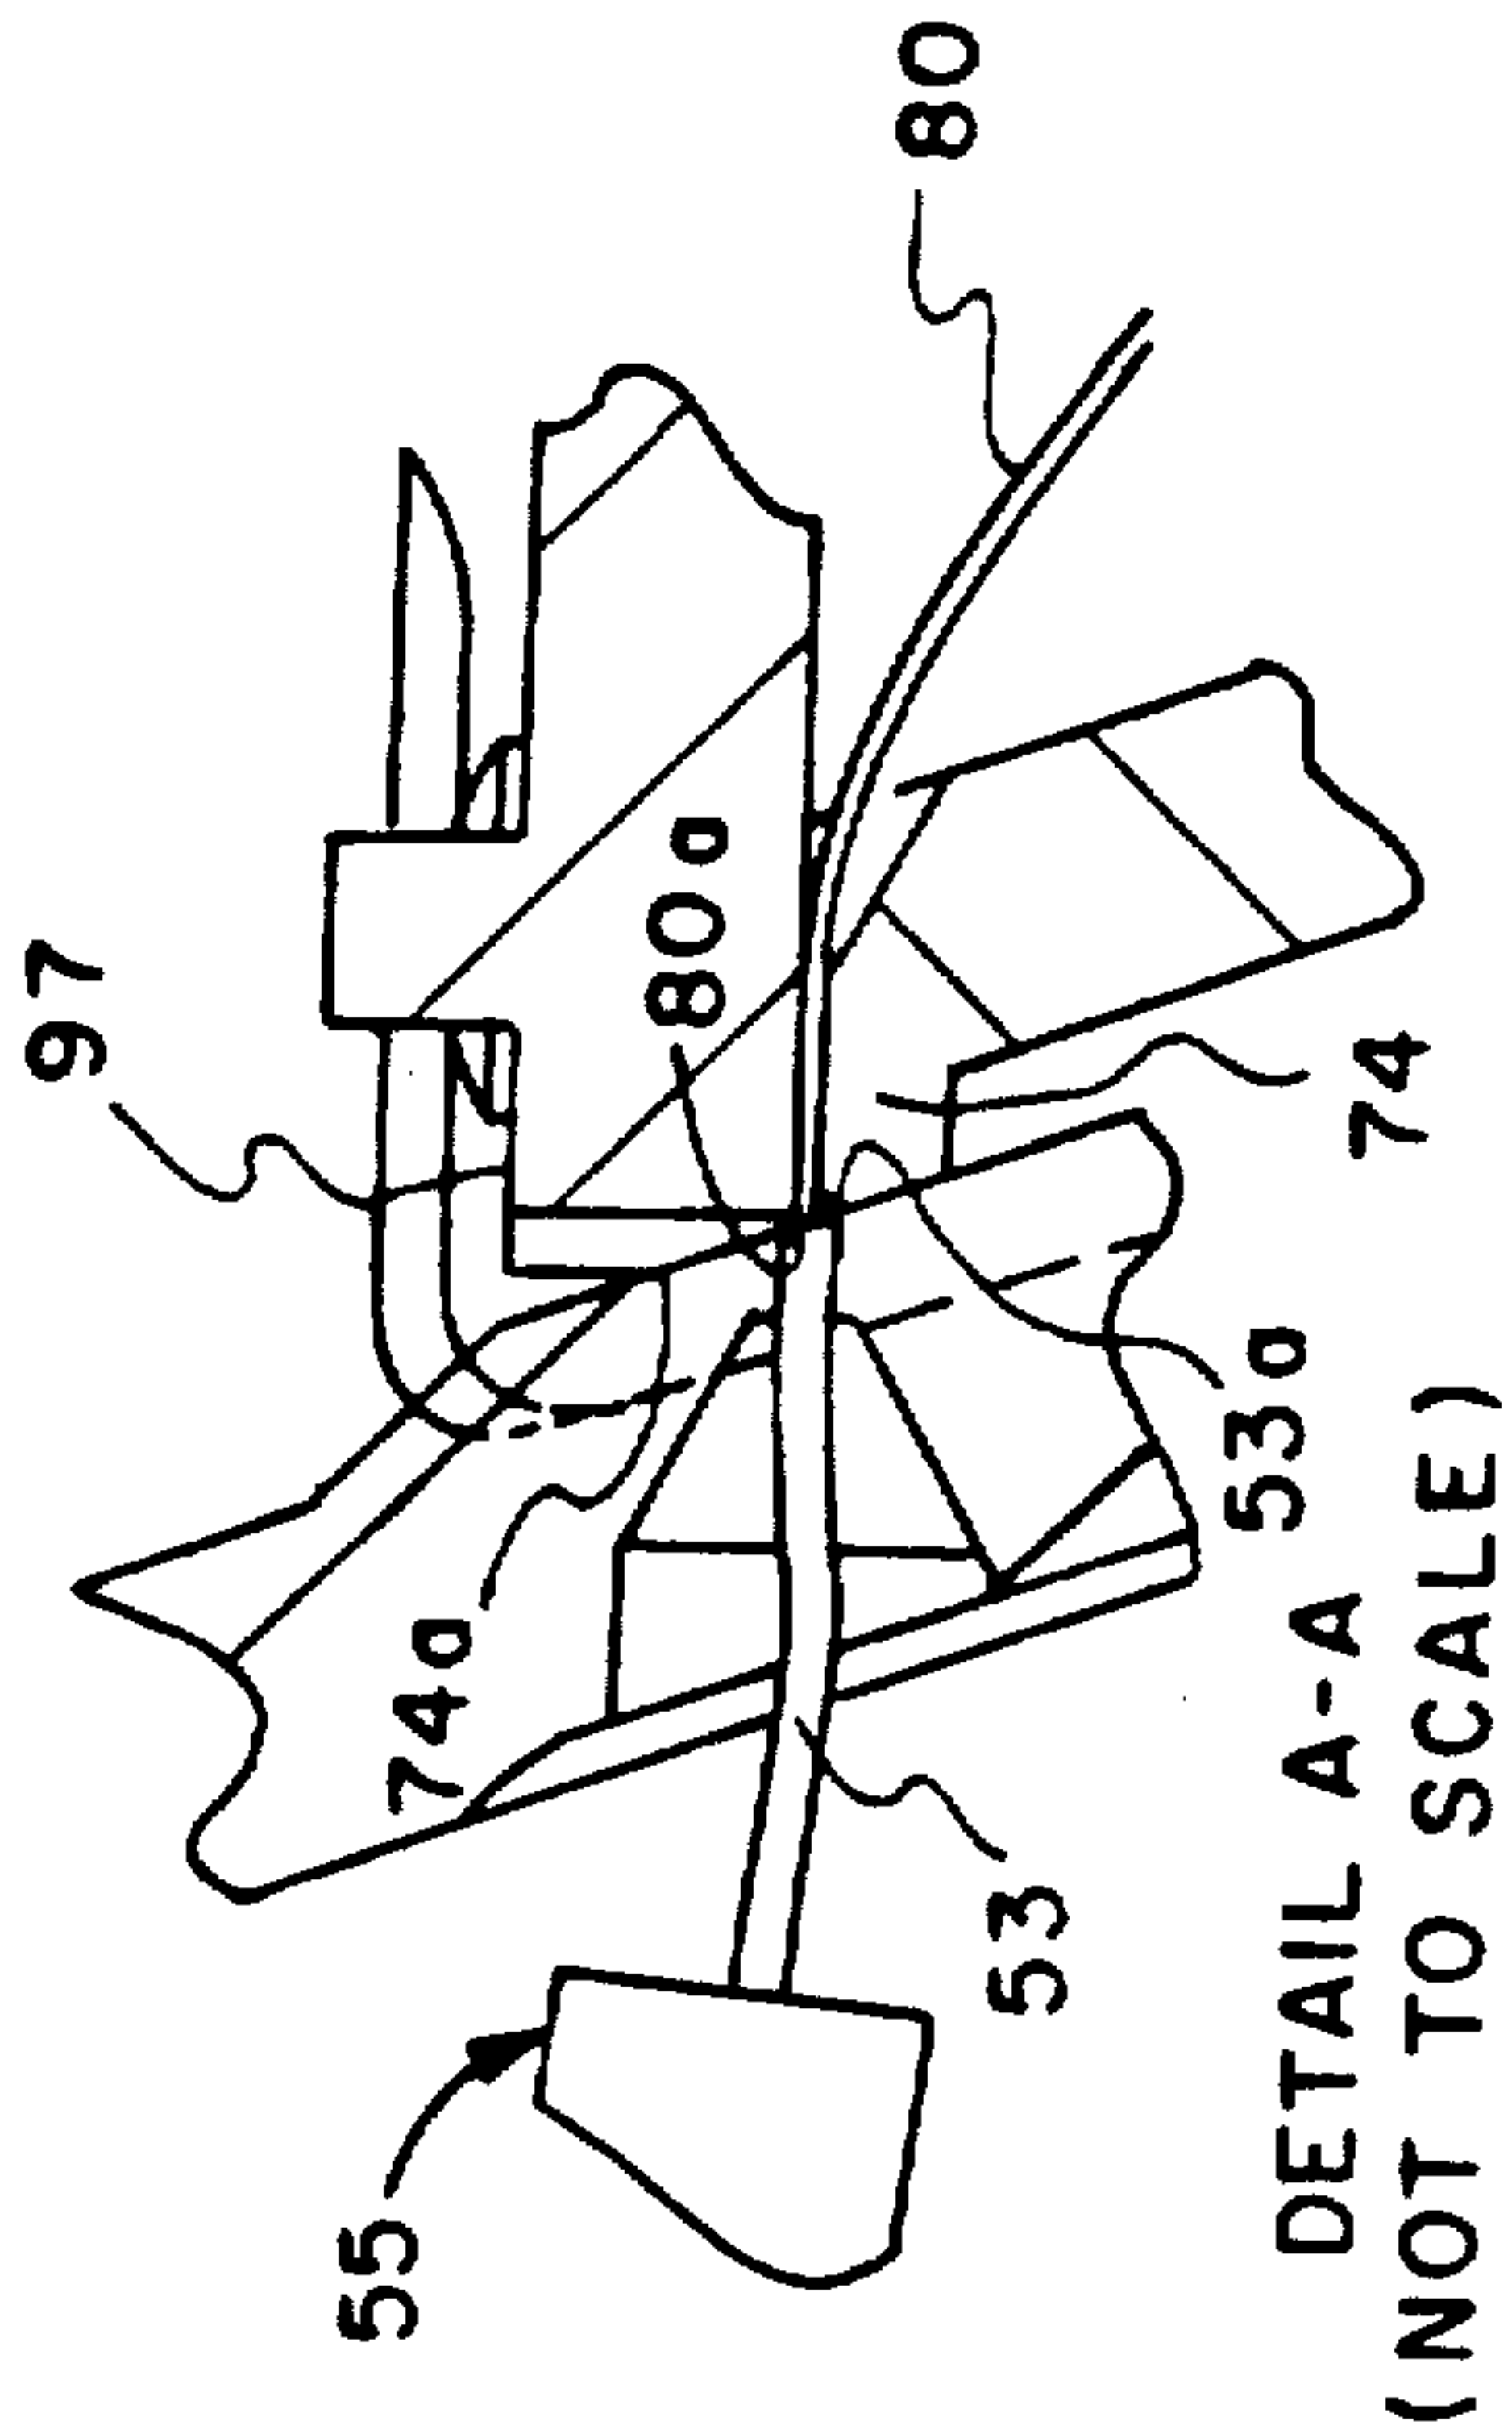 97
80
80a
74a
74
55
53
53a
DETAIL A-A
(NOT TO SCALE)